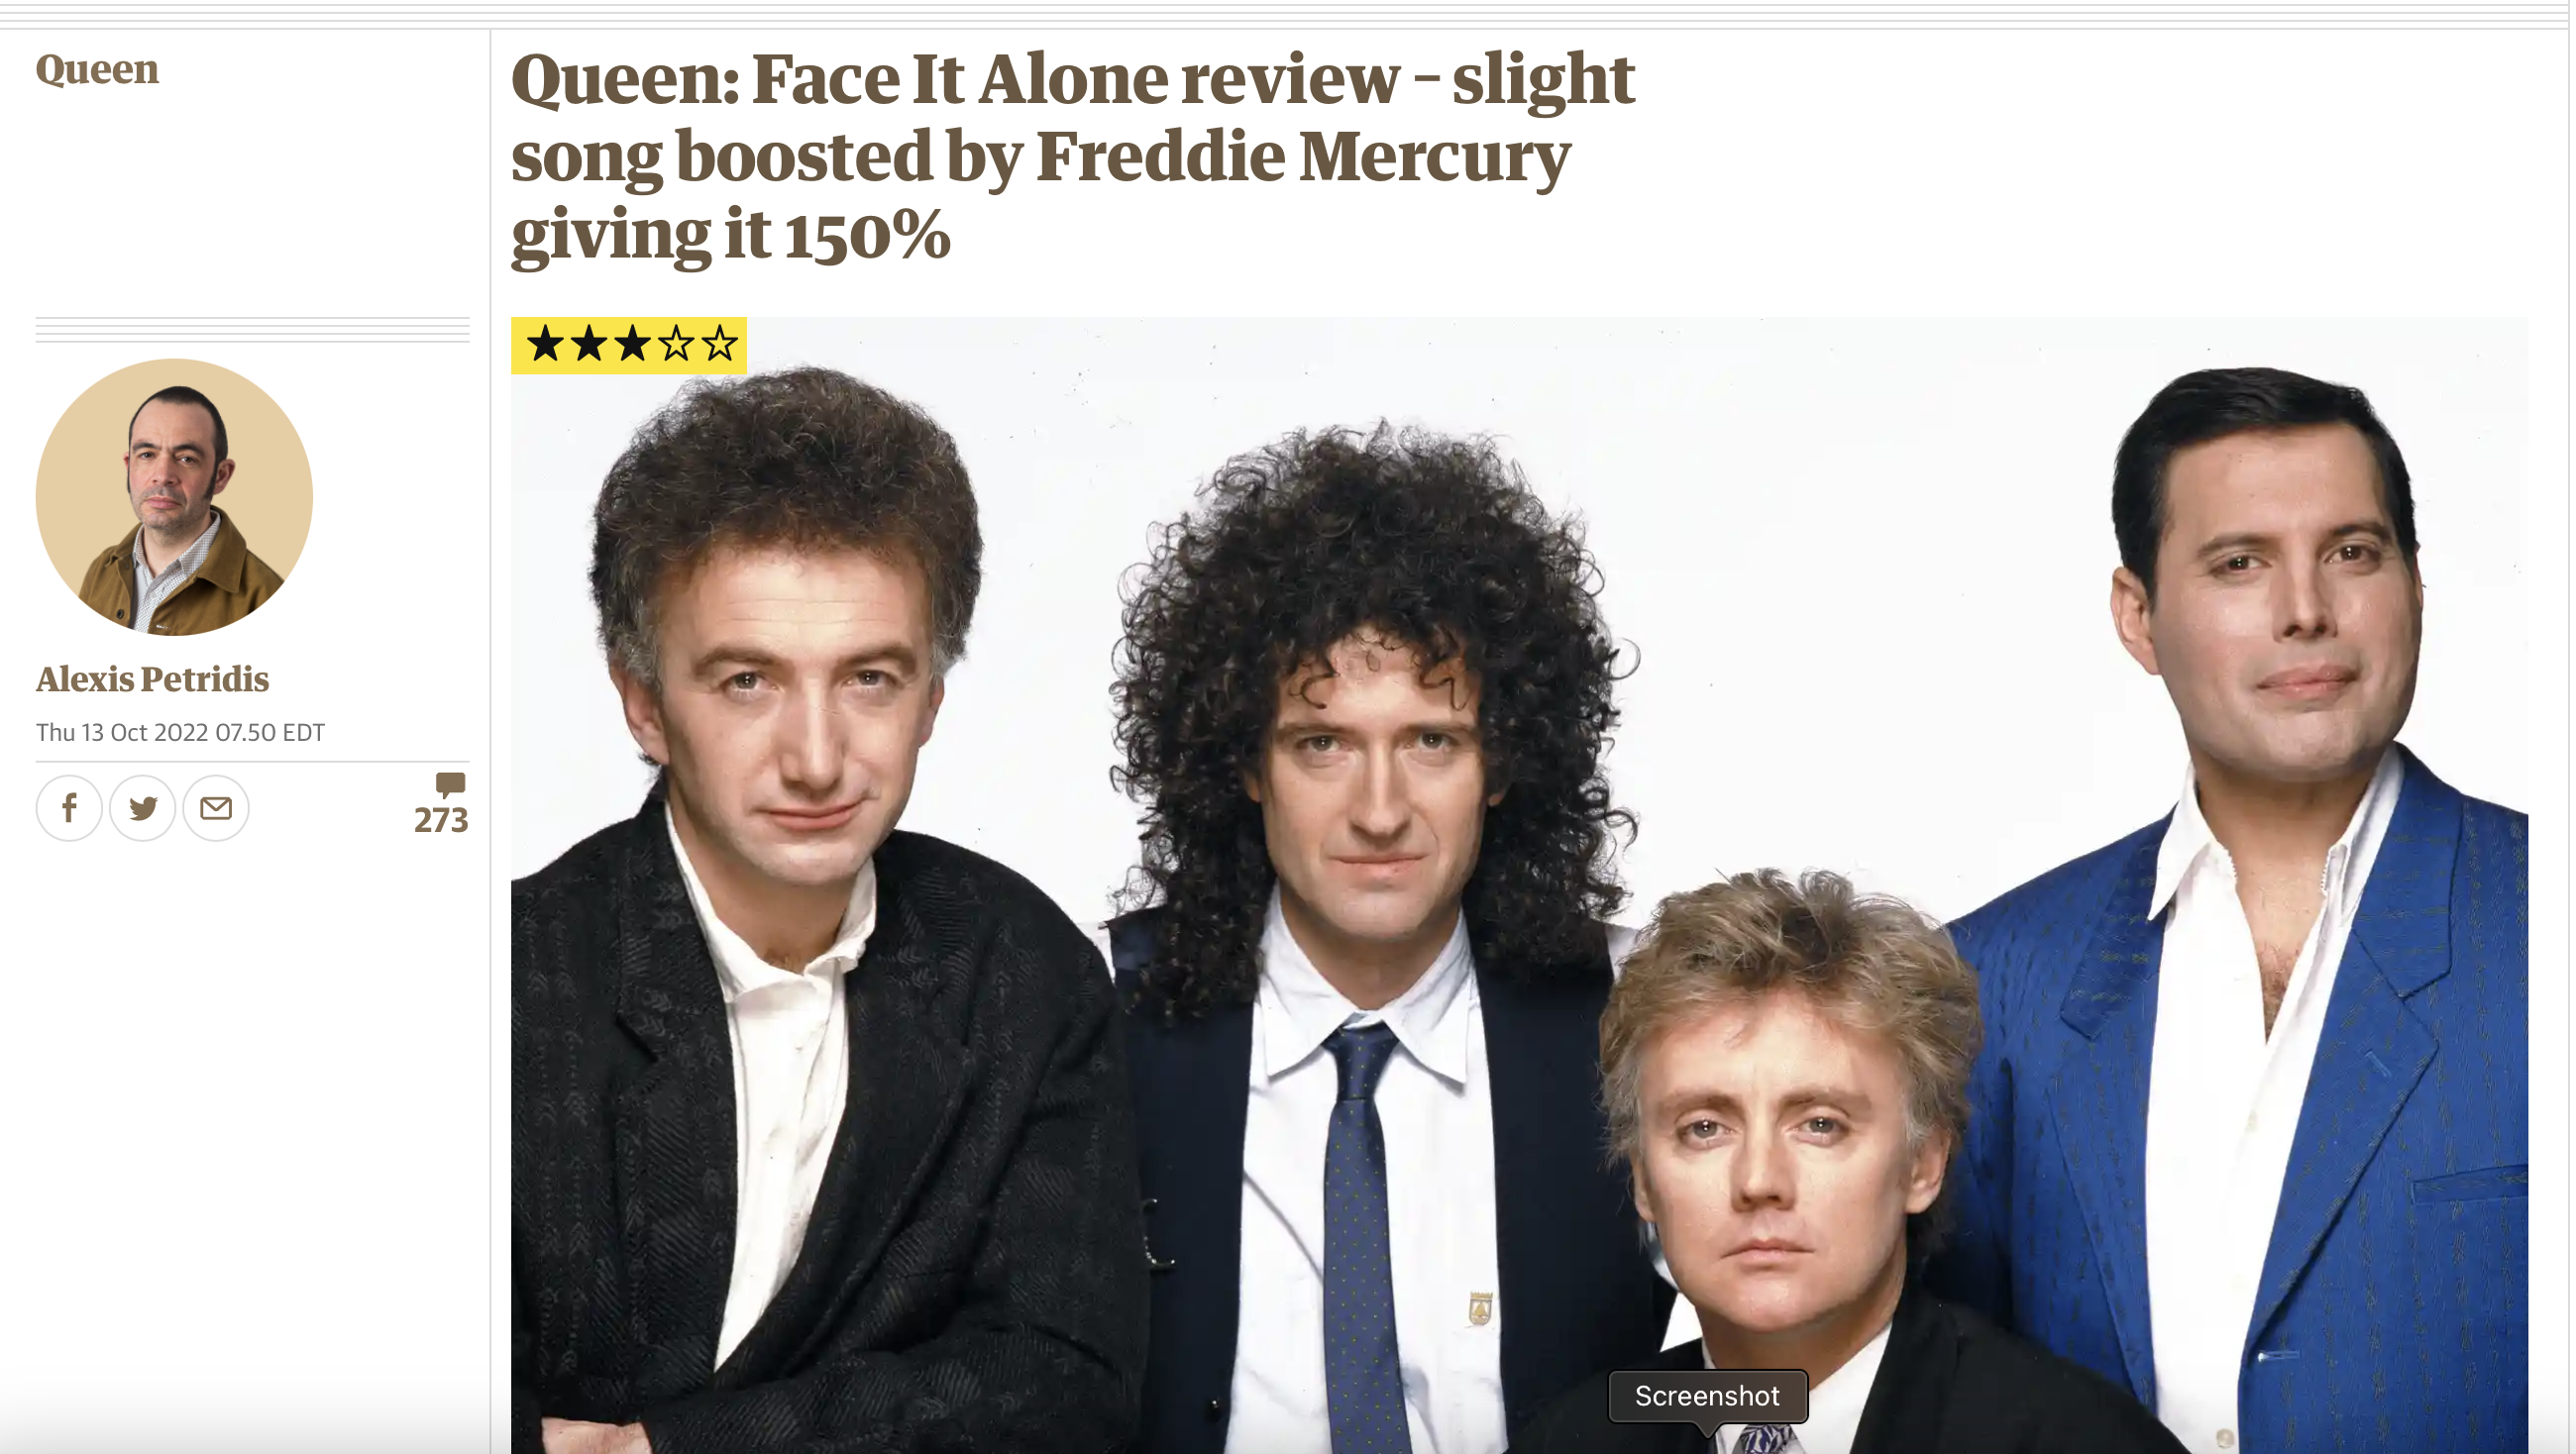 Queen
Queen: Face It Alone review – slight
song boosted by Freddie Mercury
giving it 150%
Alexis Petridis
Thu 13 Oct 2022 07.50 EDT
273
Screenshot